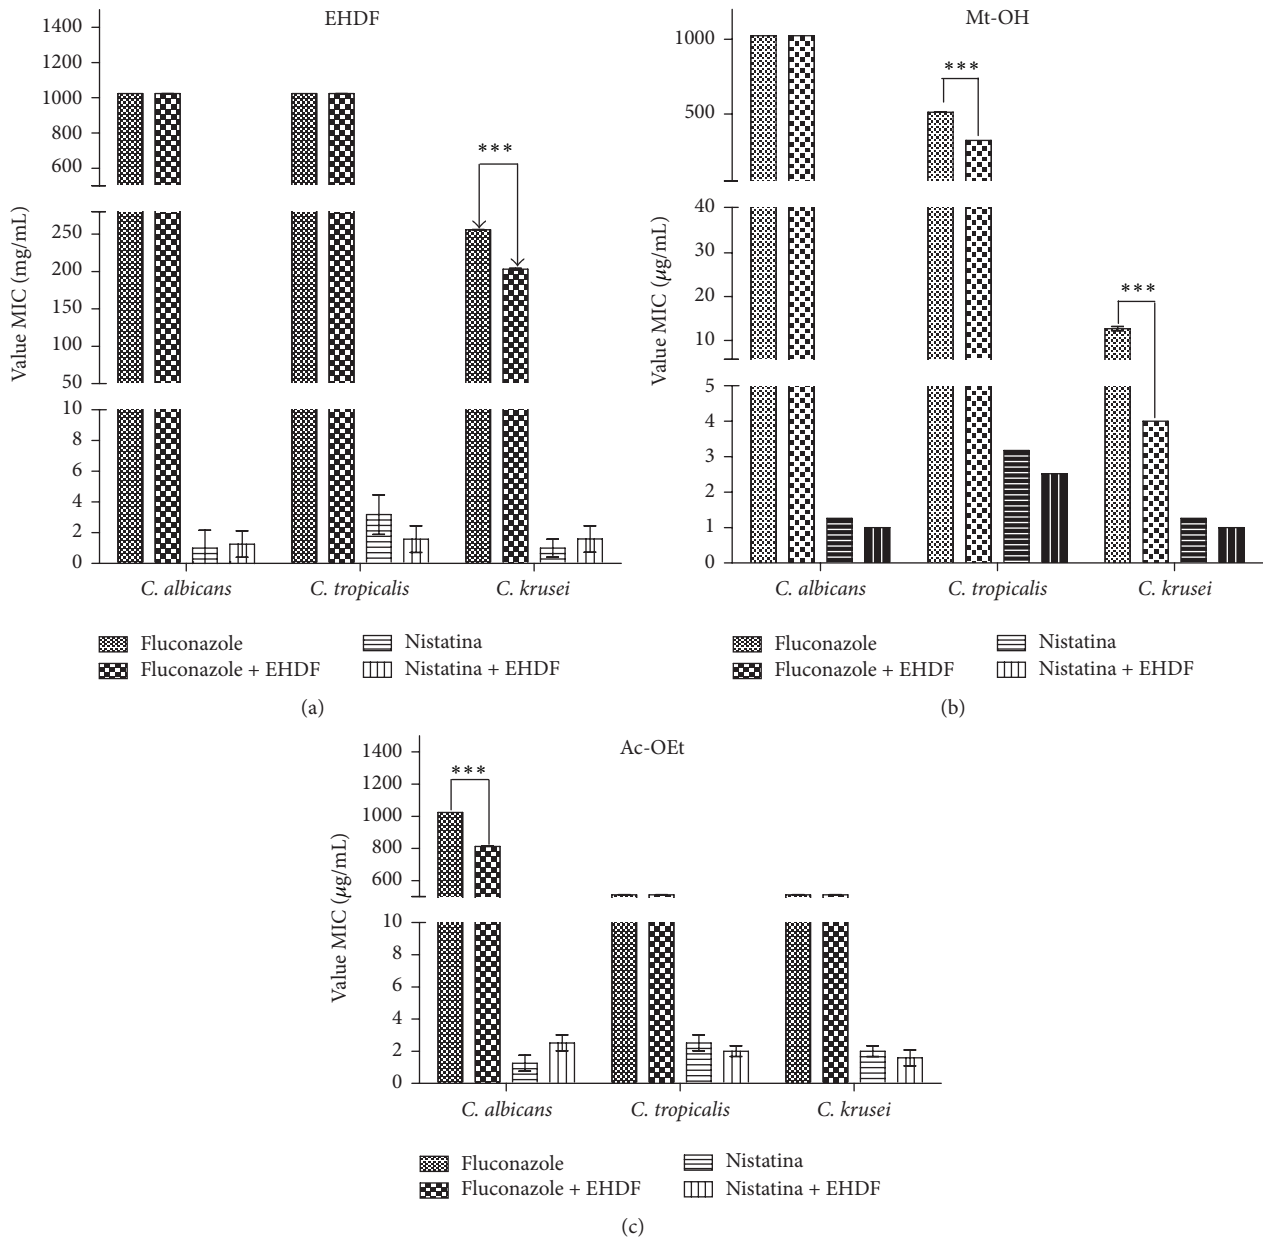 EHDF
1400
1200
1000
800
600
250
200
150
100
50
10
8
6
4
2
0
Value MIC (mg/mL)
***
C. albicans
C. tropicalis
C. krusei
Fluconazole
Fluconazole + EHDF
Nistatina
Nistatina + EHDF
(a)
Mt-OH
1000
500
40
30
20
10
5
4
3
2
1
0
Value MIC (μg/mL)
***
***
C. albicans
C. tropicalis
C. krusei
Fluconazole
Fluconazole + EHDF
Nistatina
Nistatina + EHDF
(b)
Ac-OEt
1400
1200
1000
800
600
10
8
6
4
2
0
Value MIC (μg/mL)
***
C. albicans
C. tropicalis
C. krusei
Fluconazole
Fluconazole + EHDF
Nistatina
Nistatina + EHDF
(c)